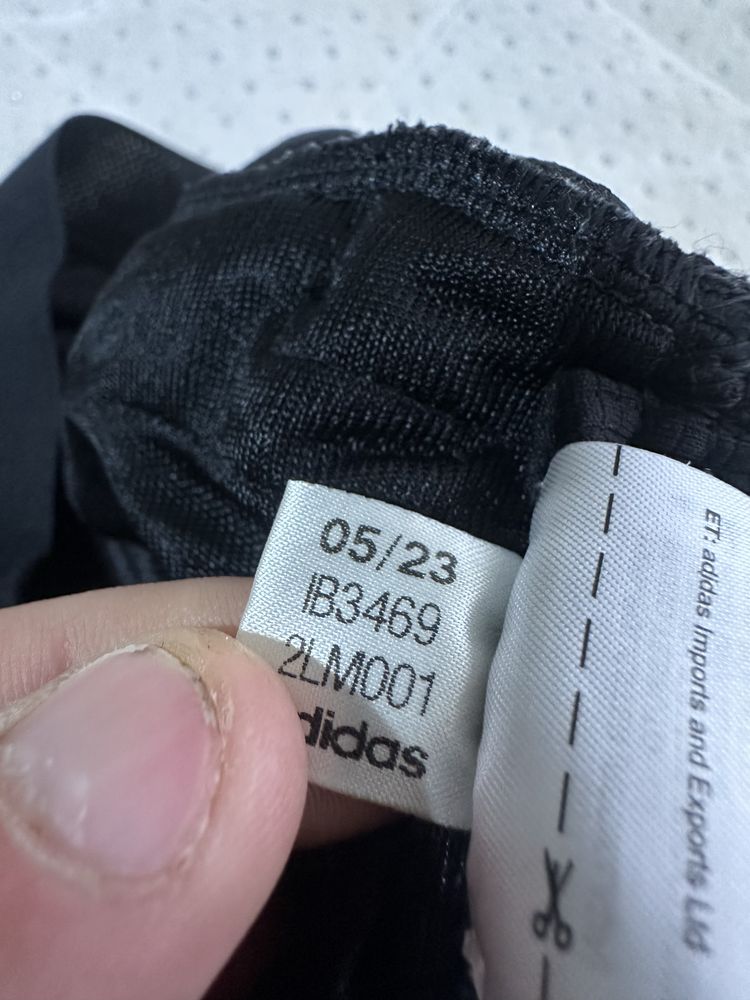 05/23
IB3469
2LM001
adidas
ET: adidas Imports and Exports Ltd